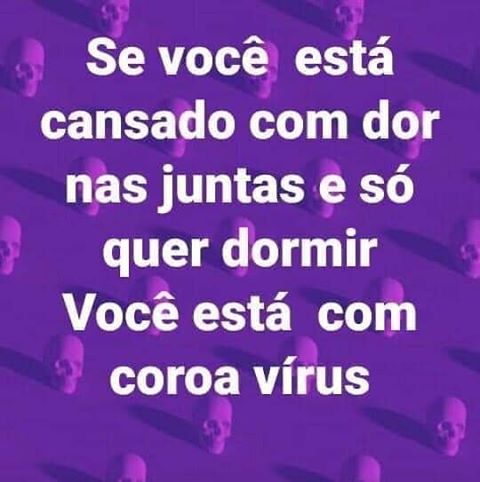 Se você está
cansado com dor
nas juntas e só
quer dormir
Você está com
coroa vírus